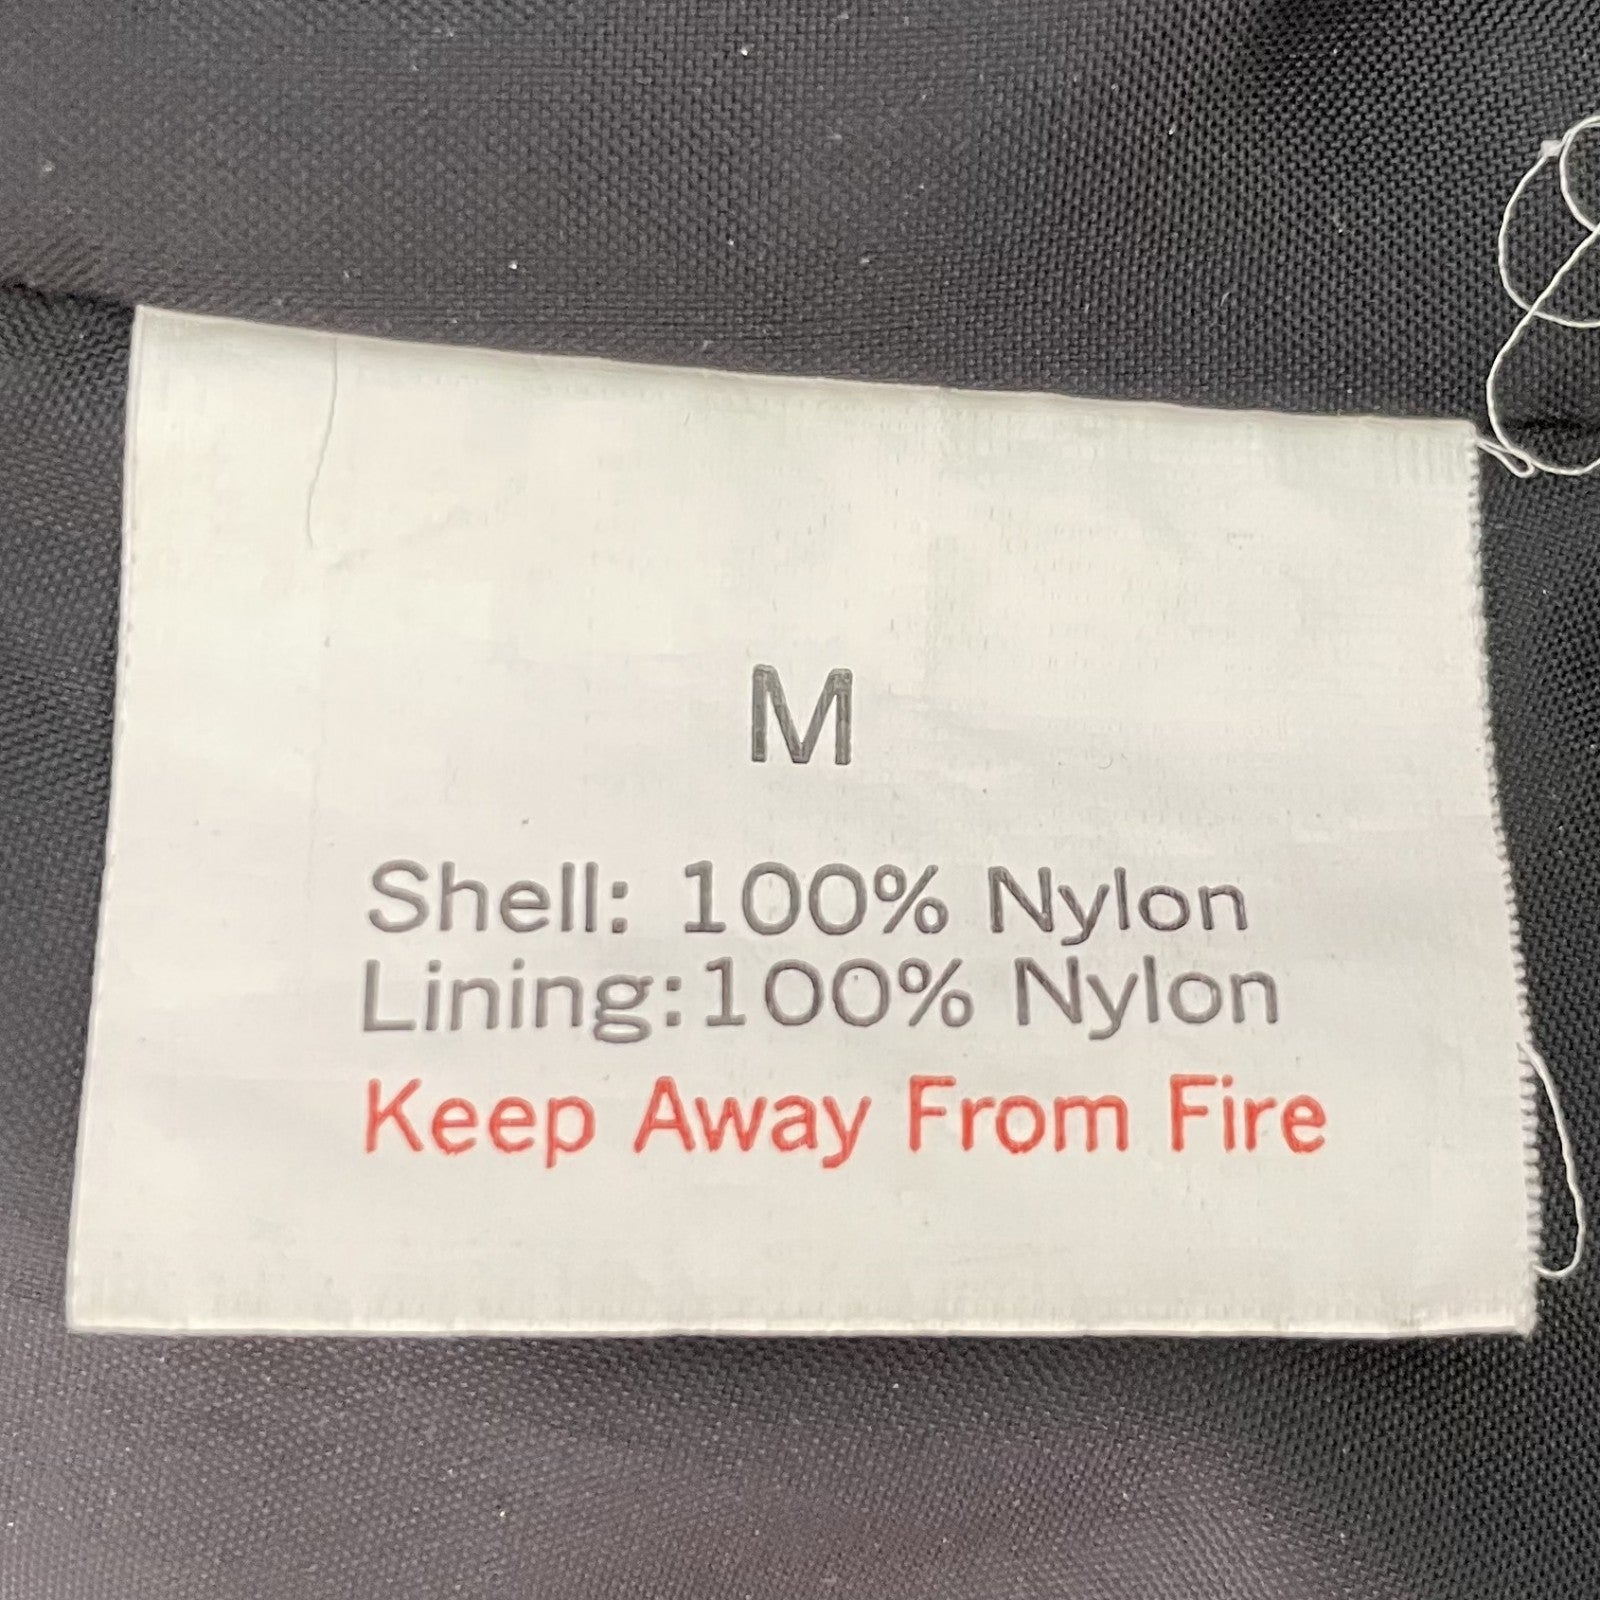 M
Shell: 100% Nylon
Lining:100% Nylon
Keep Away From Fire